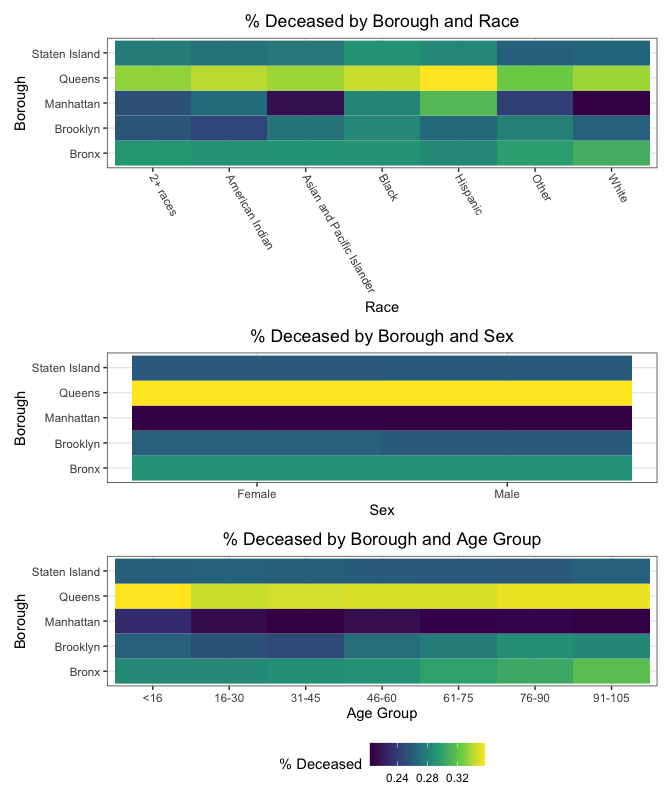 % Deceased by Borough and Race
Borough
Staten Island
Queens
Manhattan
Brooklyn
Bronx
2+ races
American Indian
Asian and Pacific Islander
Black
Hispanic
Other
White
Race
% Deceased by Borough and Sex
Borough
Staten Island
Queens
Manhattan
Brooklyn
Bronx
Female Male
Sex
% Deceased by Borough and Age Group
Borough
Staten Island
Queens
Manhattan
Brooklyn
Bronx
<16 16-30 31-45 46-60 61-75 76-90 91-105
Age Group
% Deceased
0.24 0.28 0.32